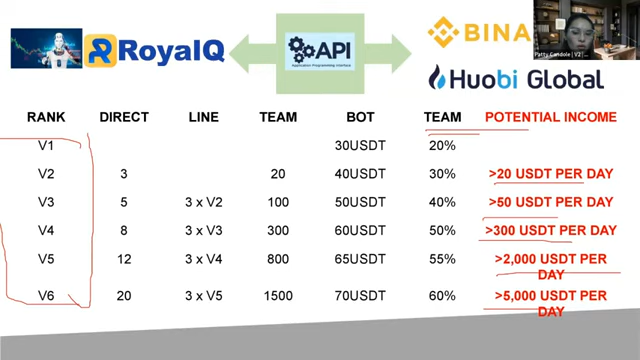 RoyalQ
API
Application Programming Interface
BINA
Huobi Global
Patty Candole | V2 |
RANK DIRECT LINE TEAM BOT TEAM POTENTIAL INCOME
V1 30USDT 20%
V2 3 20 40USDT 30% >20 USDT PER DAY
V3 5 3 x V2 100 50USDT 40% >50 USDT PER DAY
V4 8 3 x V3 300 60USDT 50% >300 USDT PER DAY
V5 12 3 x V4 800 65USDT 55% >2,000 USDT PER
DAY
V6 20 3 x V5 1500 70USDT 60% >5,000 USDT PER
DAY